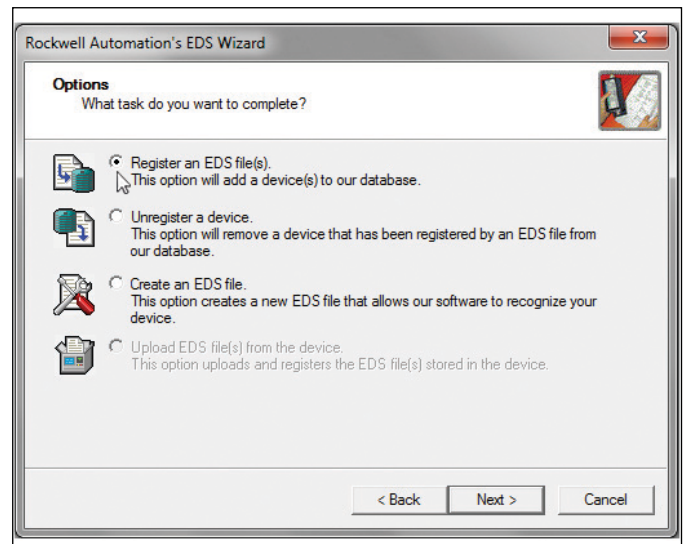 Rockwell Automation's EDS Wizard
Options
What task do you want to complete?
Register an EDS file(s).
This option will add a device(s) to our database.
Unregister a device.
This option will remove a device that has been registered by an EDS file from
our database.
Create an EDS file.
This option creates a new EDS file that allows our software to recognize your
device.
Upload EDS file(s) from the device.
This option uploads and registers the EDS file(s) stored in the device.
< Back Next > Cancel